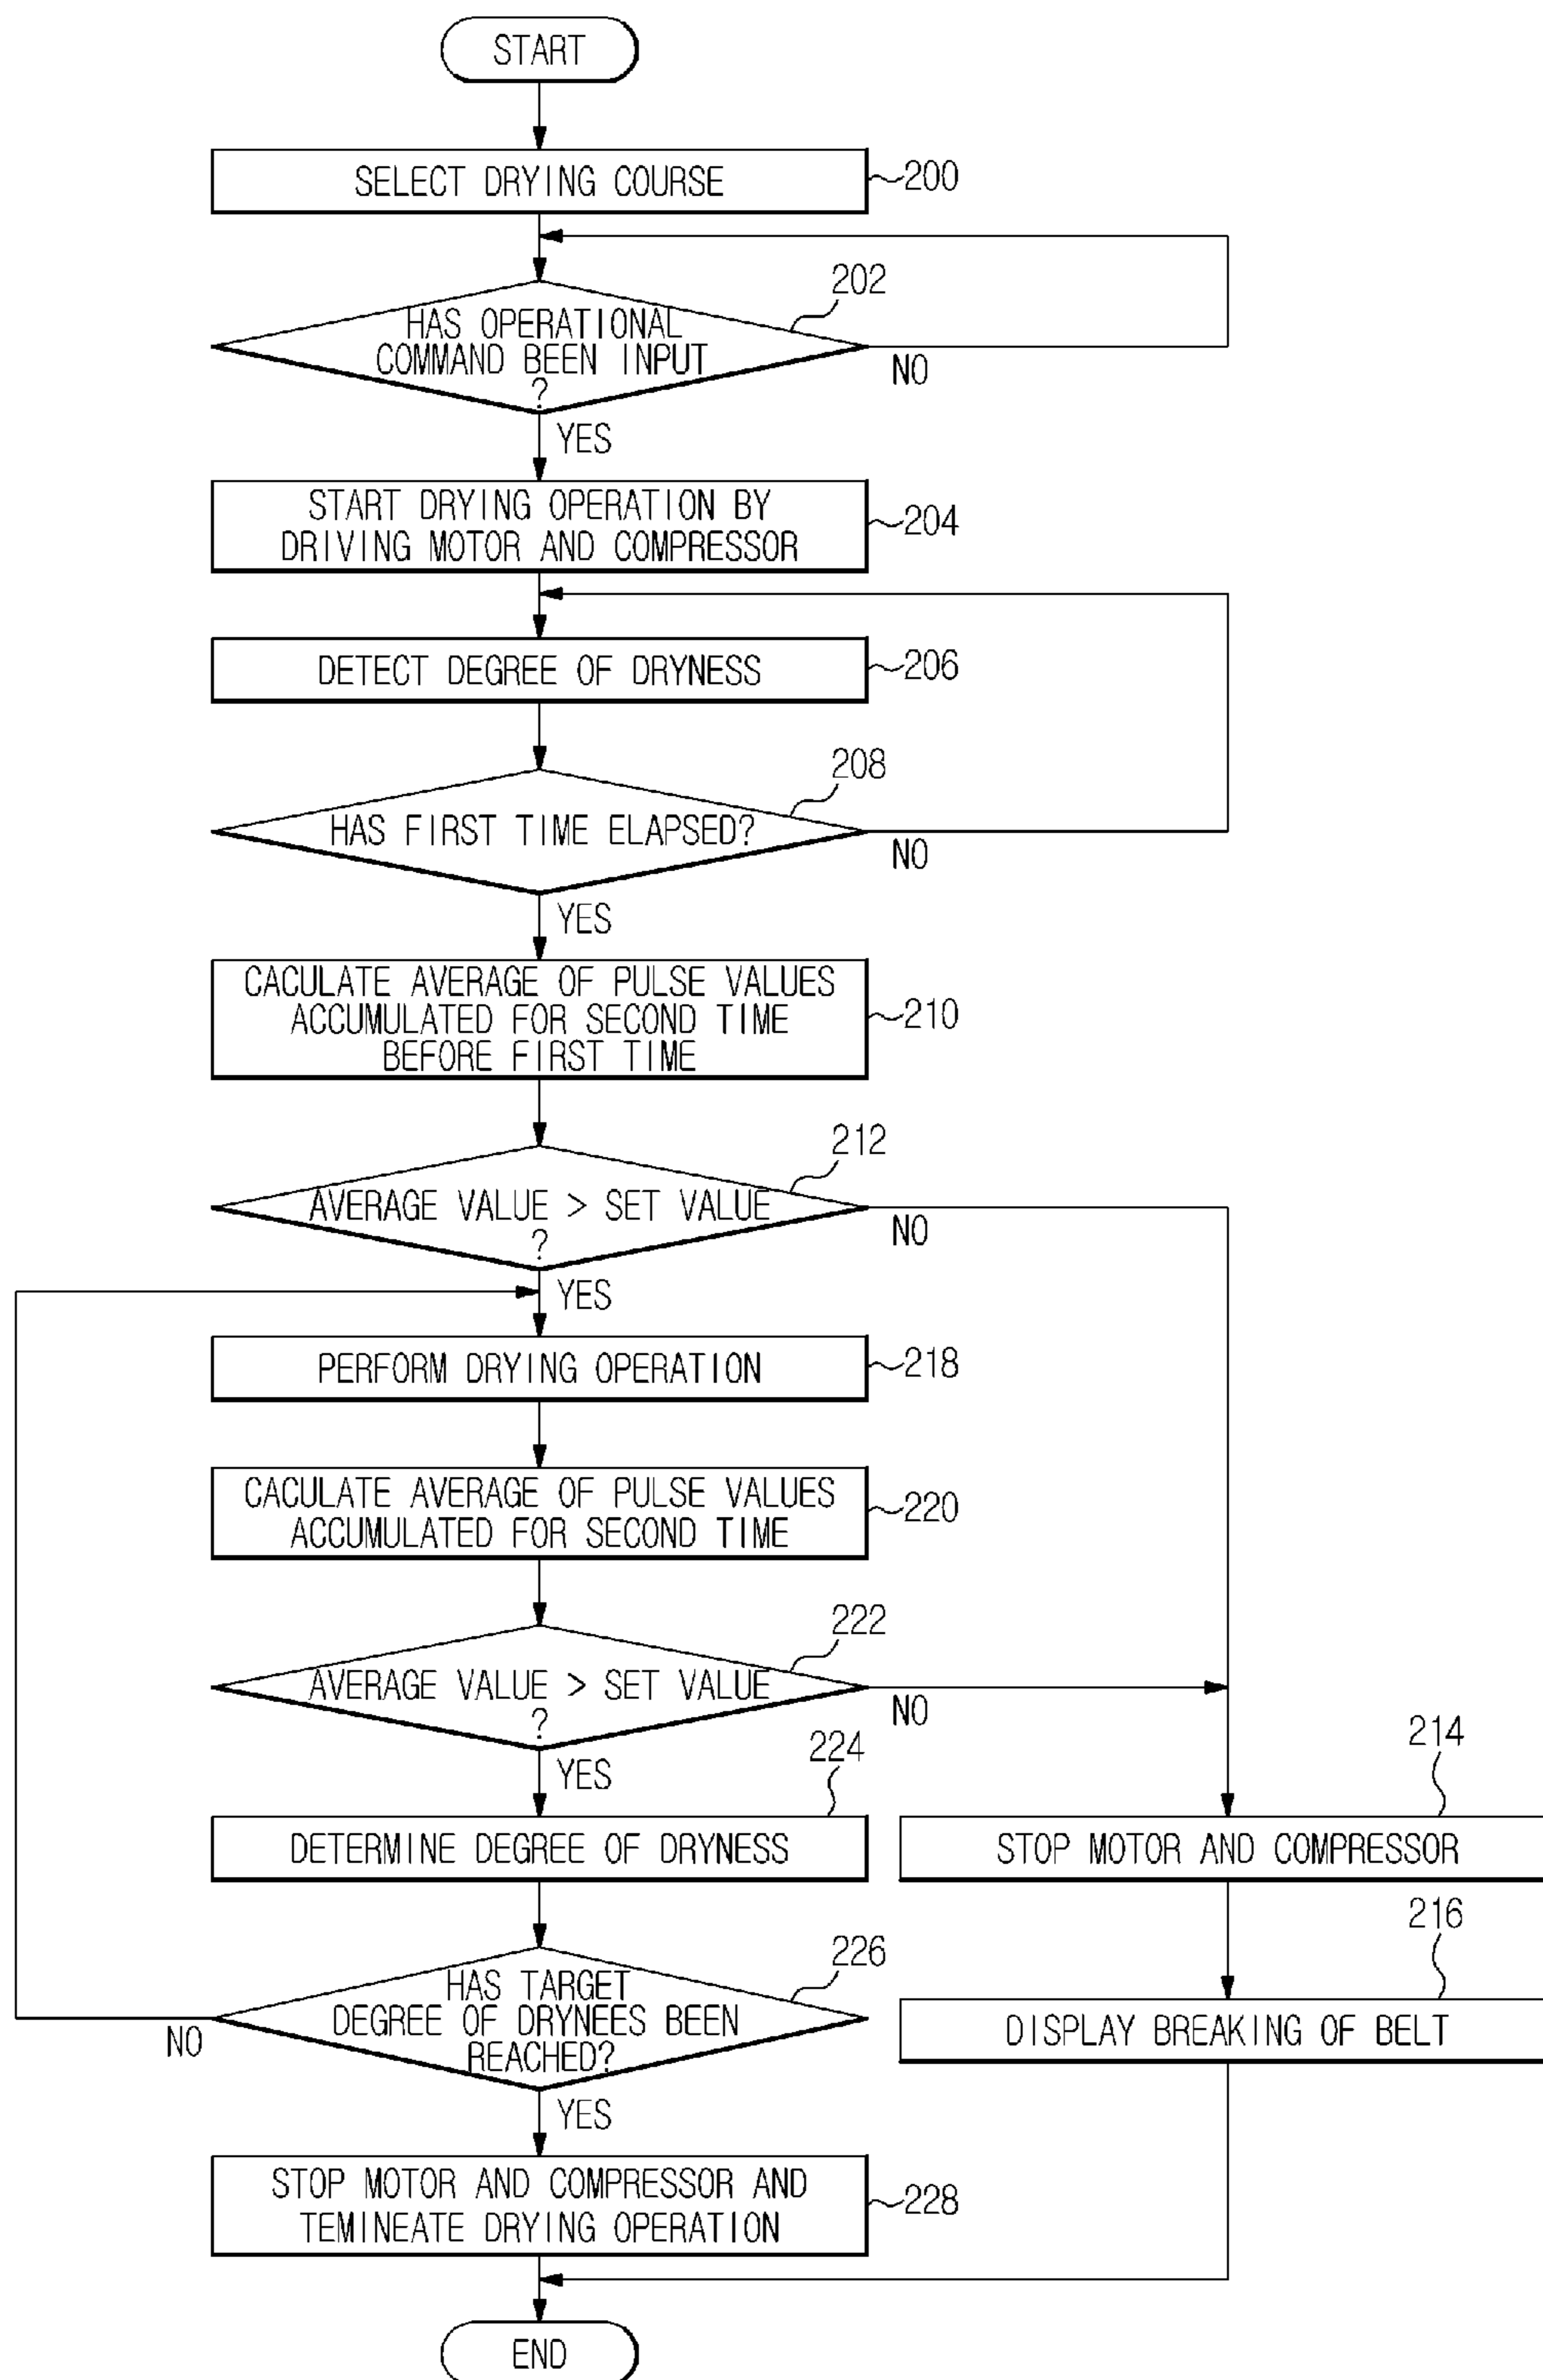 START
SELECT DRYING COURSE
200
202
HAS OPERATIONAL
COMMAND BEEN INPUT
?
NO
YES
START DRYING OPERATION BY
DRIVING MOTOR AND COMPRESSOR
204
DETECT DEGREE OF DRYNESS
206
208
HAS FIRST TIME ELAPSED?
NO
YES
CACULATE AVERAGE OF PULSE VALUES
ACCUMULATED FOR SECOND TIME
BEFORE FIRST TIME
210
212
AVERAGE VALUE > SET VALUE
?
NO
YES
PERFORM DRYING OPERATION
218
CACULATE AVERAGE OF PULSE VALUES
ACCUMULATED FOR SECOND TIME
220
222
AVERAGE VALUE > SET VALUE
?
NO
YES
224
DETERMINE DEGREE OF DRYNESS
214
STOP MOTOR AND COMPRESSOR
216
DISPLAY BREAKING OF BELT
226
HAS TARGET
DEGREE OF DRYNEES BEEN
REACHED?
NO
YES
STOP MOTOR AND COMPRESSOR AND
TEMINEATE DRYING OPERATION
228
END